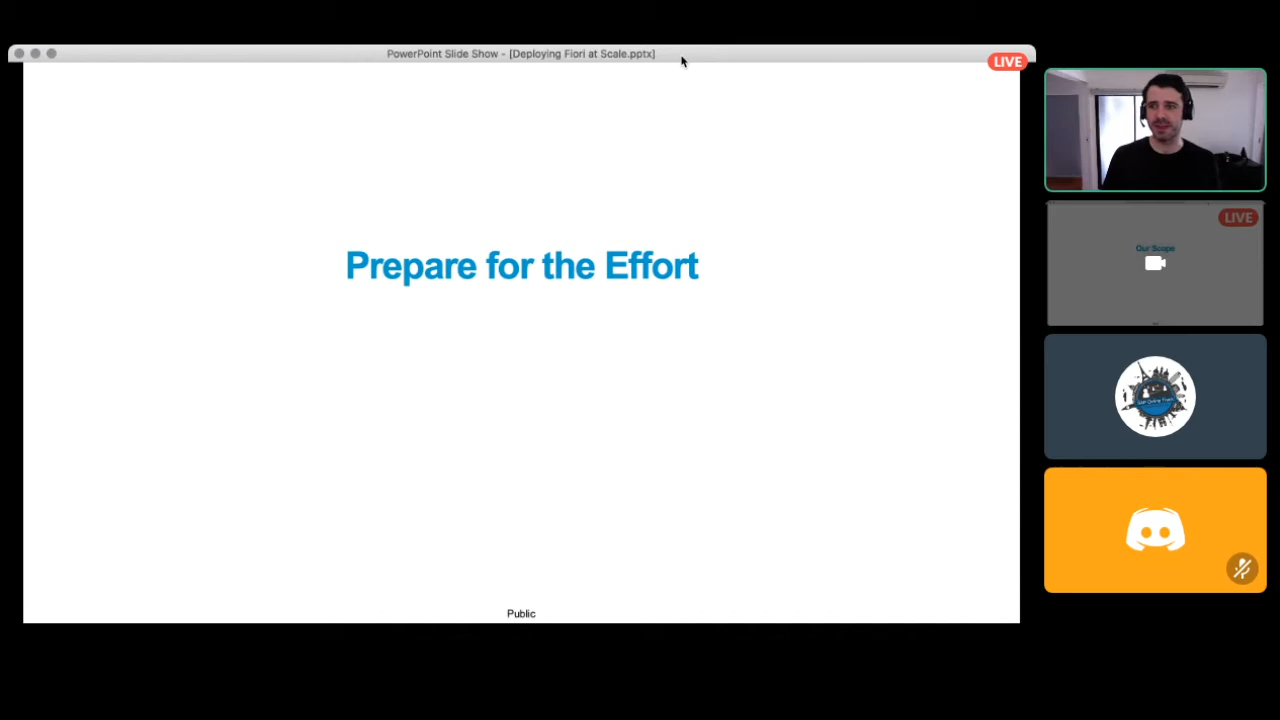 PowerPoint Slide Show - [Deploying Fiori at Scale.pptx]
LIVE
Prepare for the Effort
Public
LIVE
Our Scope